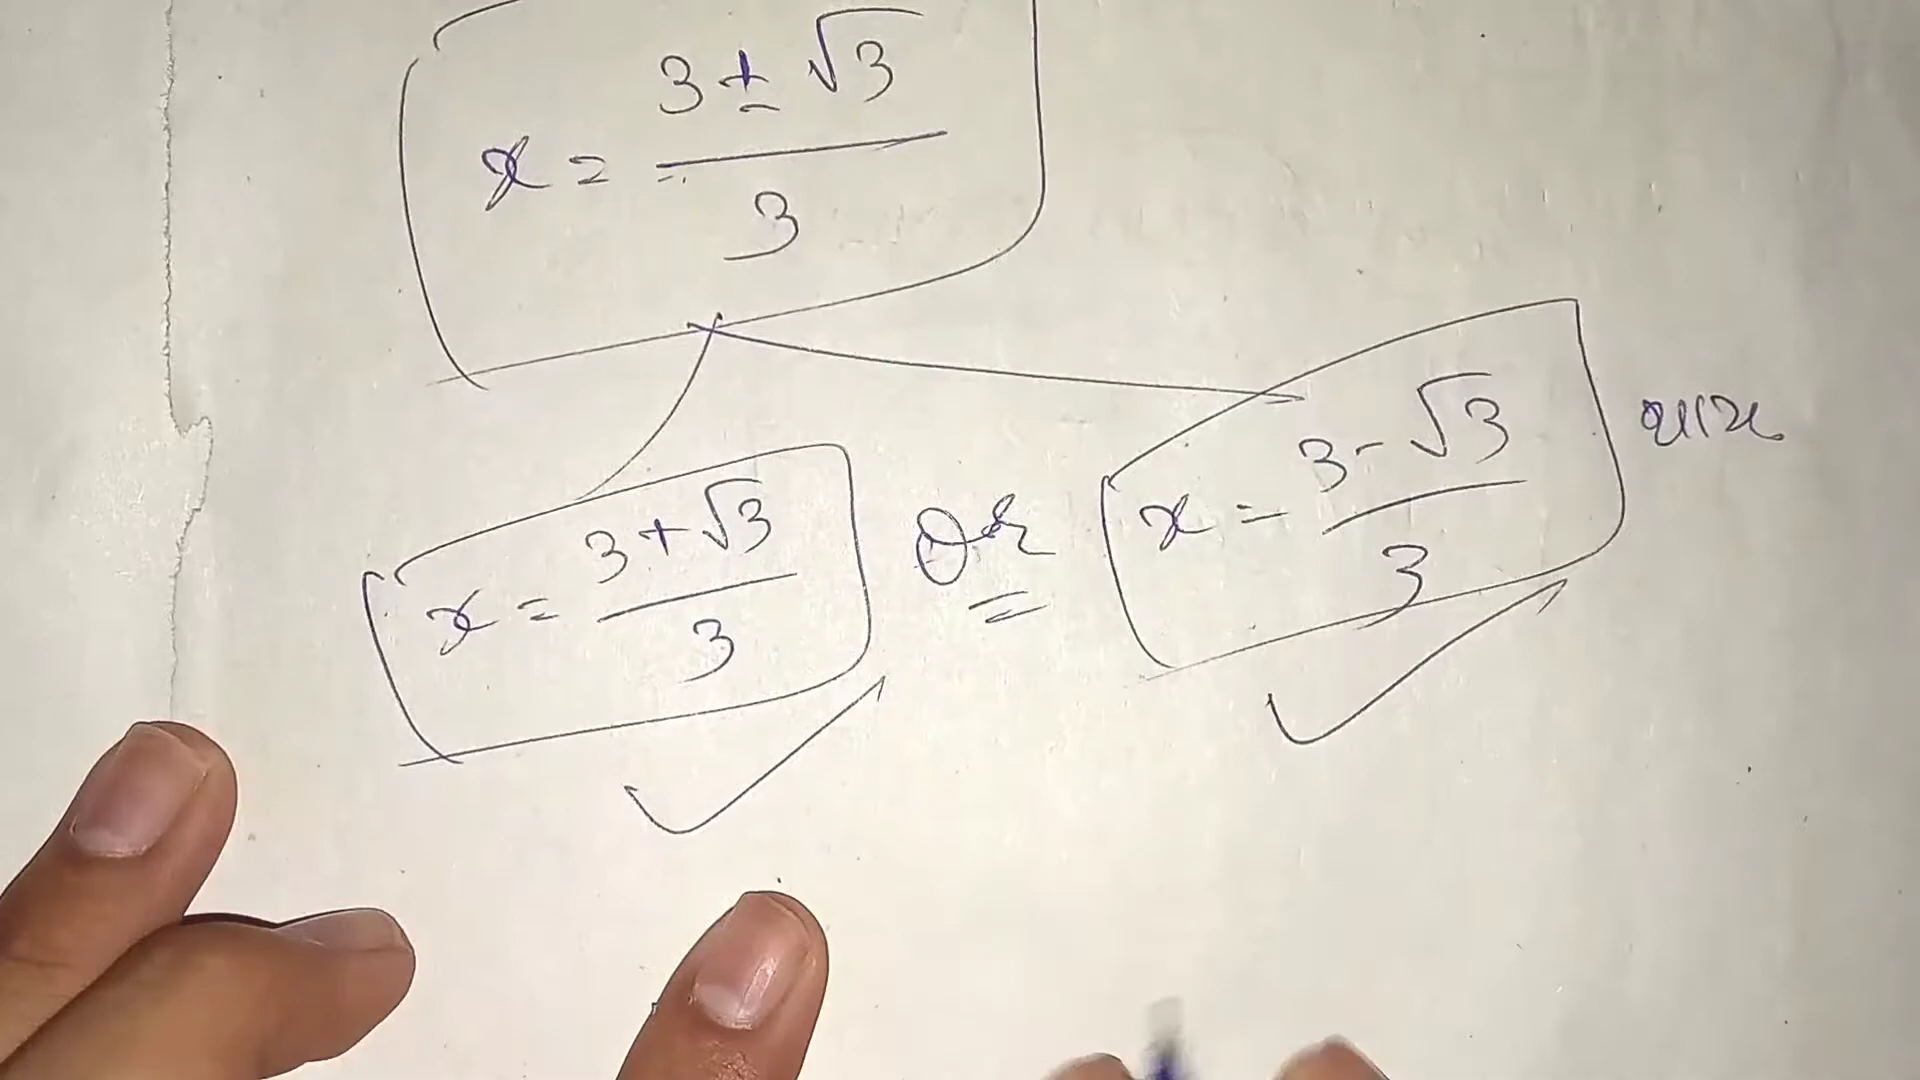 x = (3 ± √3) / 3
x = (3 + √3) / 3 Or x = (3 - √3) / 3